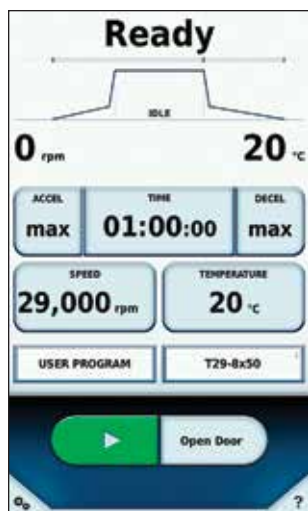 Ready
IDLE
0 rpm 20 °C
ACCEL TIME DECEL
max 01:00:00 max
SPEED TEMPERATURE
29,000 rpm 20 °C
USER PROGRAM T29-8x50
Open Door
?